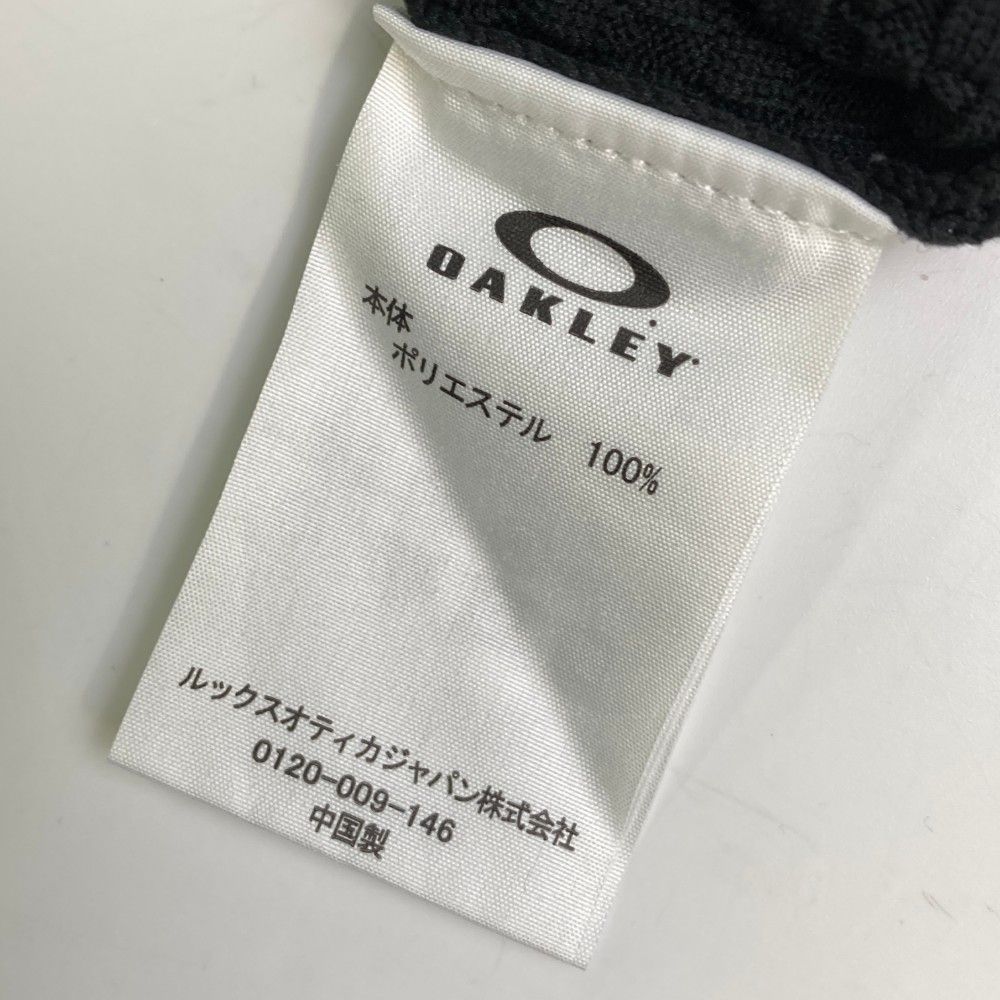 OAKLEY
本体
ポリエステル　100%
ルックスオティカジャパン株式会社
0120-009-146
中国製